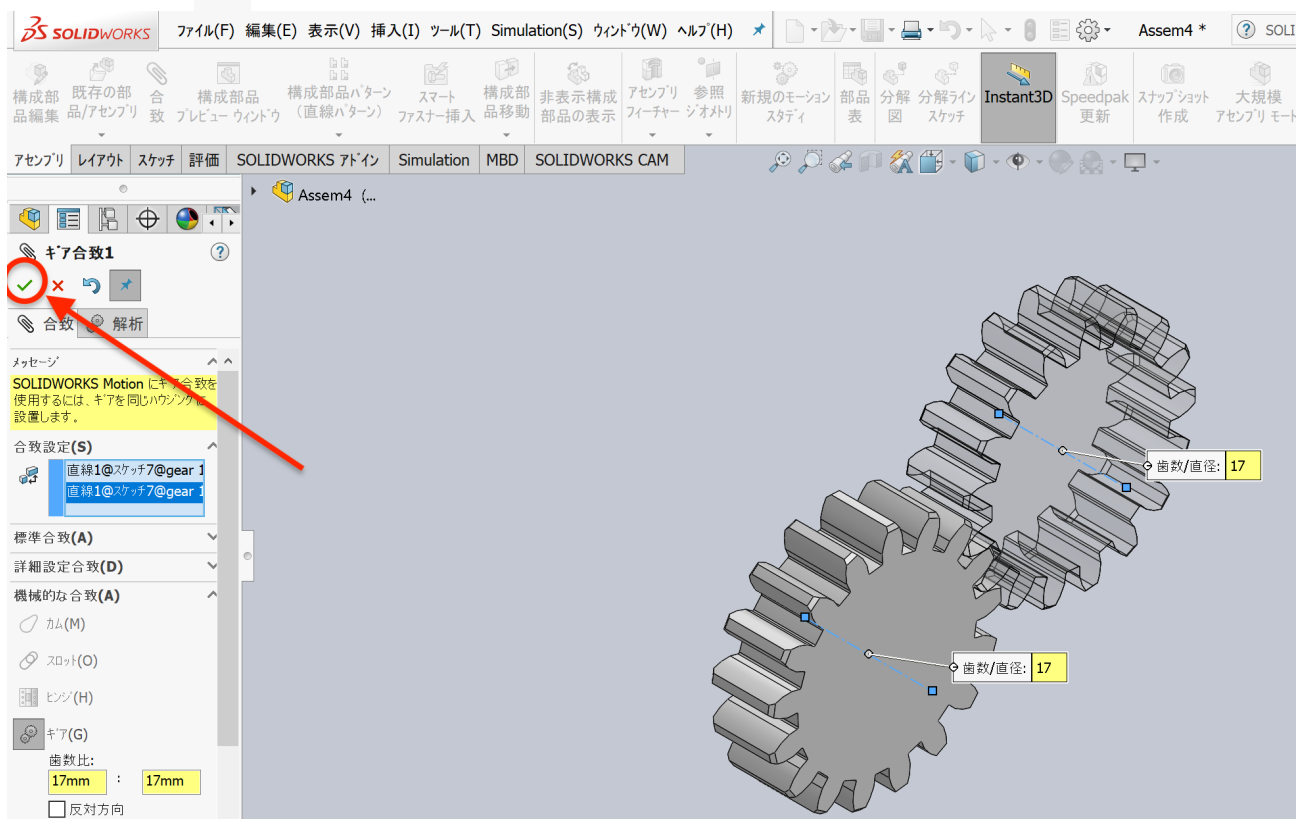 SOLIDWORKS ファイル(F) 編集(E) 表示(V) 挿入(I) ツール(T) Simulation(S) ウィンドウ(W) ヘルプ(H) Assem4 * SOLI
構成部品編集
既存の部品/アセンブリ
合致
構成部品プレビュー ウィンドウ
構成部品パターン(直線パターン)
スマート ファスナー挿入
構成部品移動
非表示構成部品の表示
アセンブリ フィーチャー
参照 ジオメトリ
新規のモーション スタディ
部品表
分解図
分解ライン スケッチ
Instant3D
Speedpak 更新
スナップショット 作成
大規模 アセンブリ モート
アセンブリ レイアウト スケッチ 評価 SOLIDWORKS アドイン Simulation MBD SOLIDWORKS CAM
Assem4 (...
ギア合致1
合致 解析
メッセージ
SOLIDWORKS Motion にギア合致を
使用するには、ギアを同じハウジングに
設置します。
合致設定(S)
直線1@スケッチ7@gear 1
直線1@スケッチ7@gear 1
標準合致(A)
詳細設定合致(D)
機械的な合致(A)
カム(M)
スロット(O)
ヒンジ(H)
ギア(G)
歯数比:
17mm : 17mm
反対方向
歯数/直径: 17
歯数/直径: 17